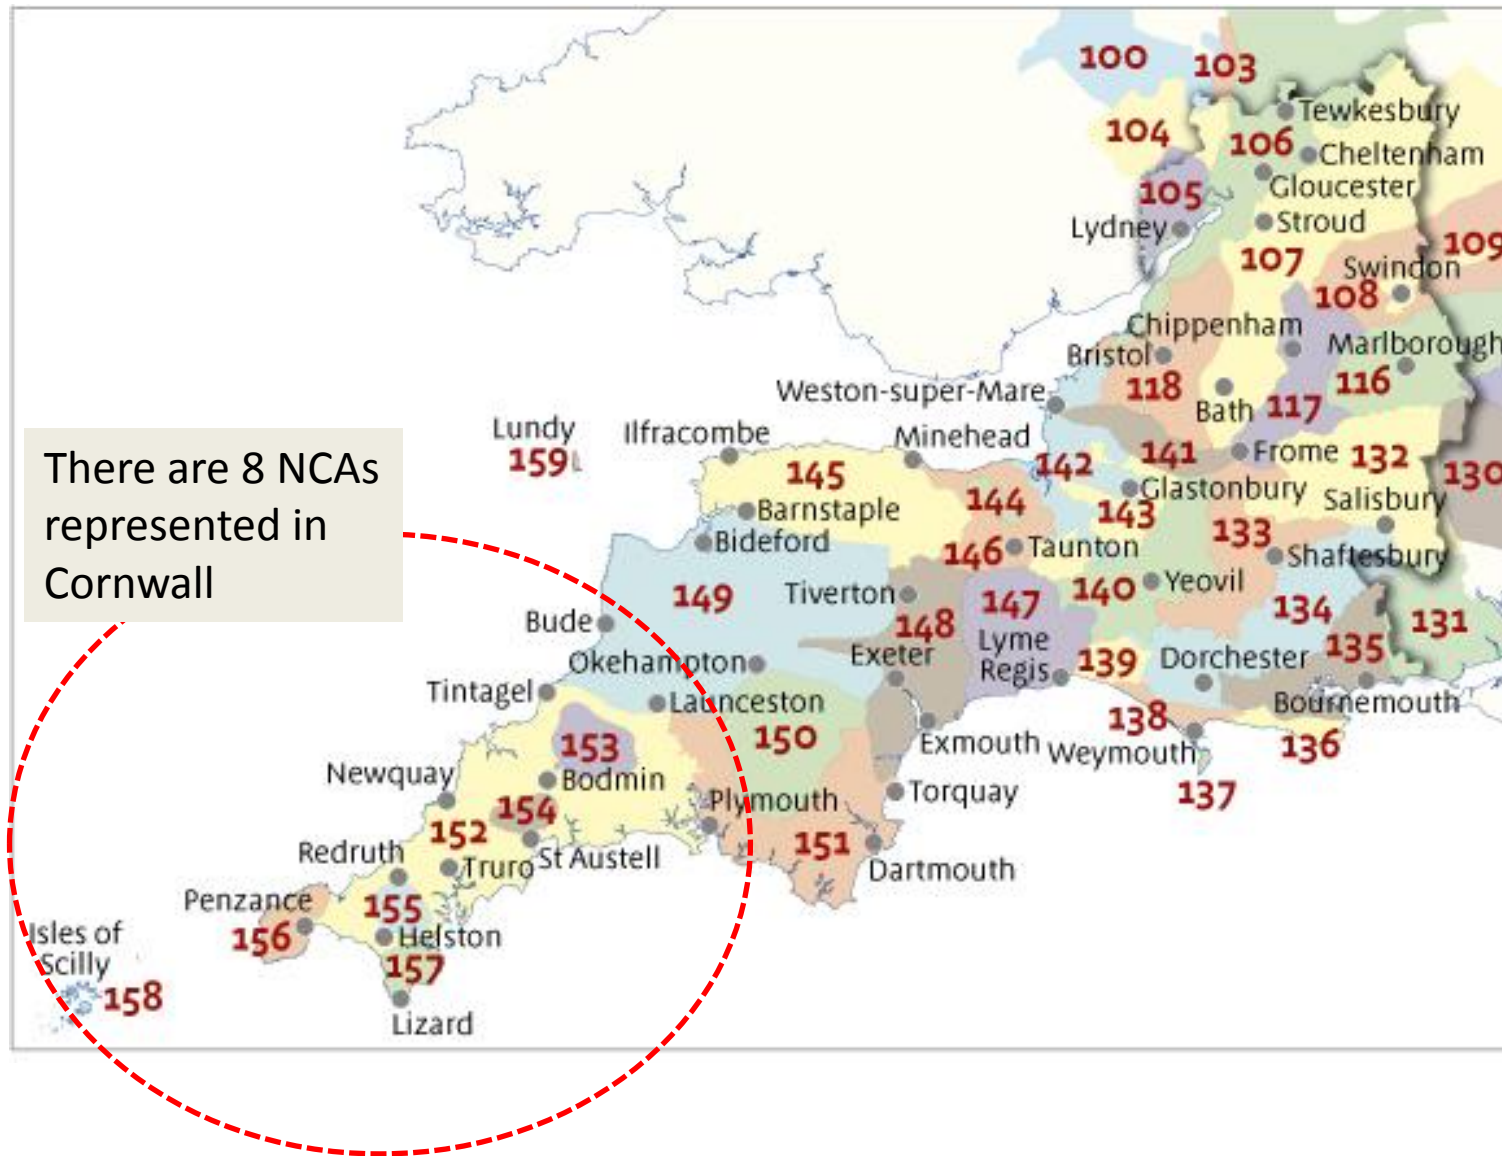 100
103
Tewkesbury
104
106
Cheltenham
105
Gloucester
Lydney
Stroud
107
109
Swindon
108
Chippenham
Bristol
Marlborough
118
116
Weston-super-Mare
Bath
117
Lundy
159
Ilfracombe
Minehead
142
141
Frome
132
130
145
144
Glastonbury
Salisbury
There are 8 NCAs
represented in
Cornwall
Barnstaple
143
133
Bideford
146
Taunton
Shaftesbury
149
Tiverton
147
140
Yeovil
134
131
Bude
148
Lyme
Regis
135
Okehampton
Exeter
139
Dorchester
Tintagel
Launceston
Bournemouth
153
150
Exmouth
138
Weymouth
136
Newquay
Bodmin
137
154
Plymouth
Torquay
152
151
Redruth
Truro
St Austell
Dartmouth
Penzance
155
156
Helston
Isles of
Scilly
157
158
Lizard